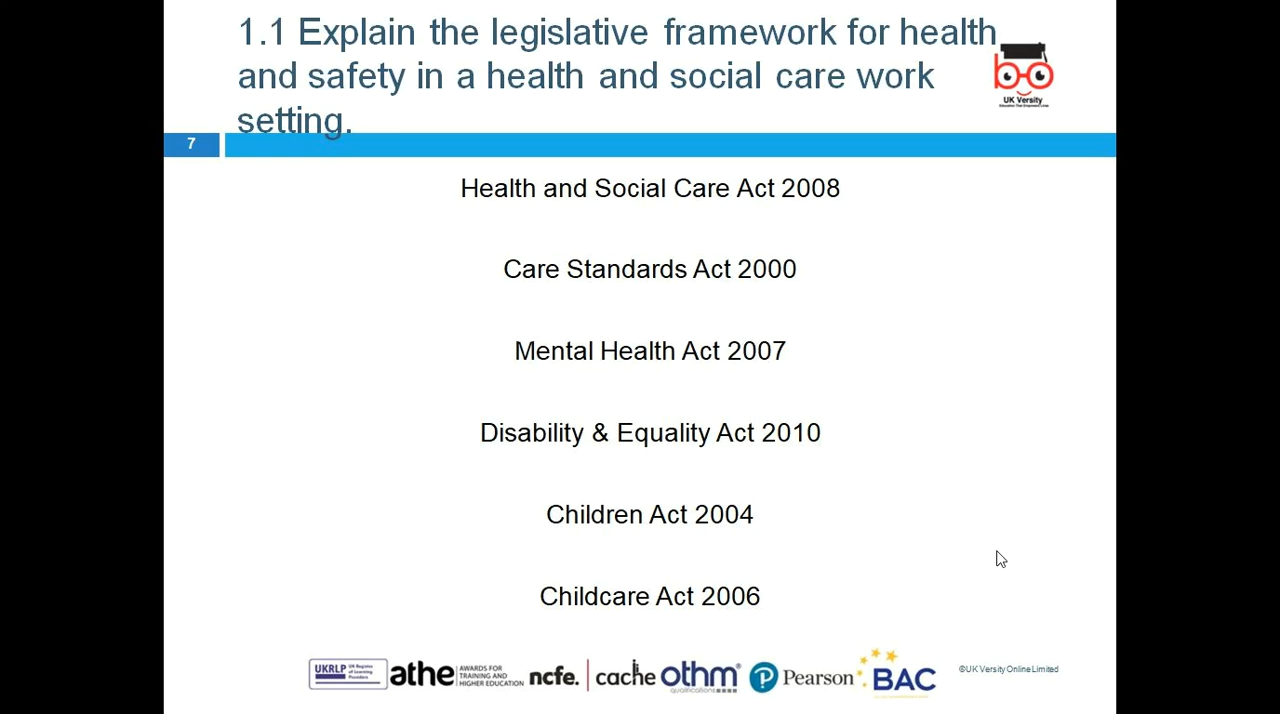 1.1 Explain the legislative framework for health
and safety in a health and social care work
setting.
UK Versity
7
Health and Social Care Act 2008
Care Standards Act 2000
Mental Health Act 2007
Disability & Equality Act 2010
Children Act 2004
Childcare Act 2006
UKRLP
UK Register
of Learning
Providers
athe
AWARDS FOR
TRAINING AND
HIGHER EDUCATION
ncfe.
cache
othm
qualifications
Pearson
BAC
©UK Versity Online Limited